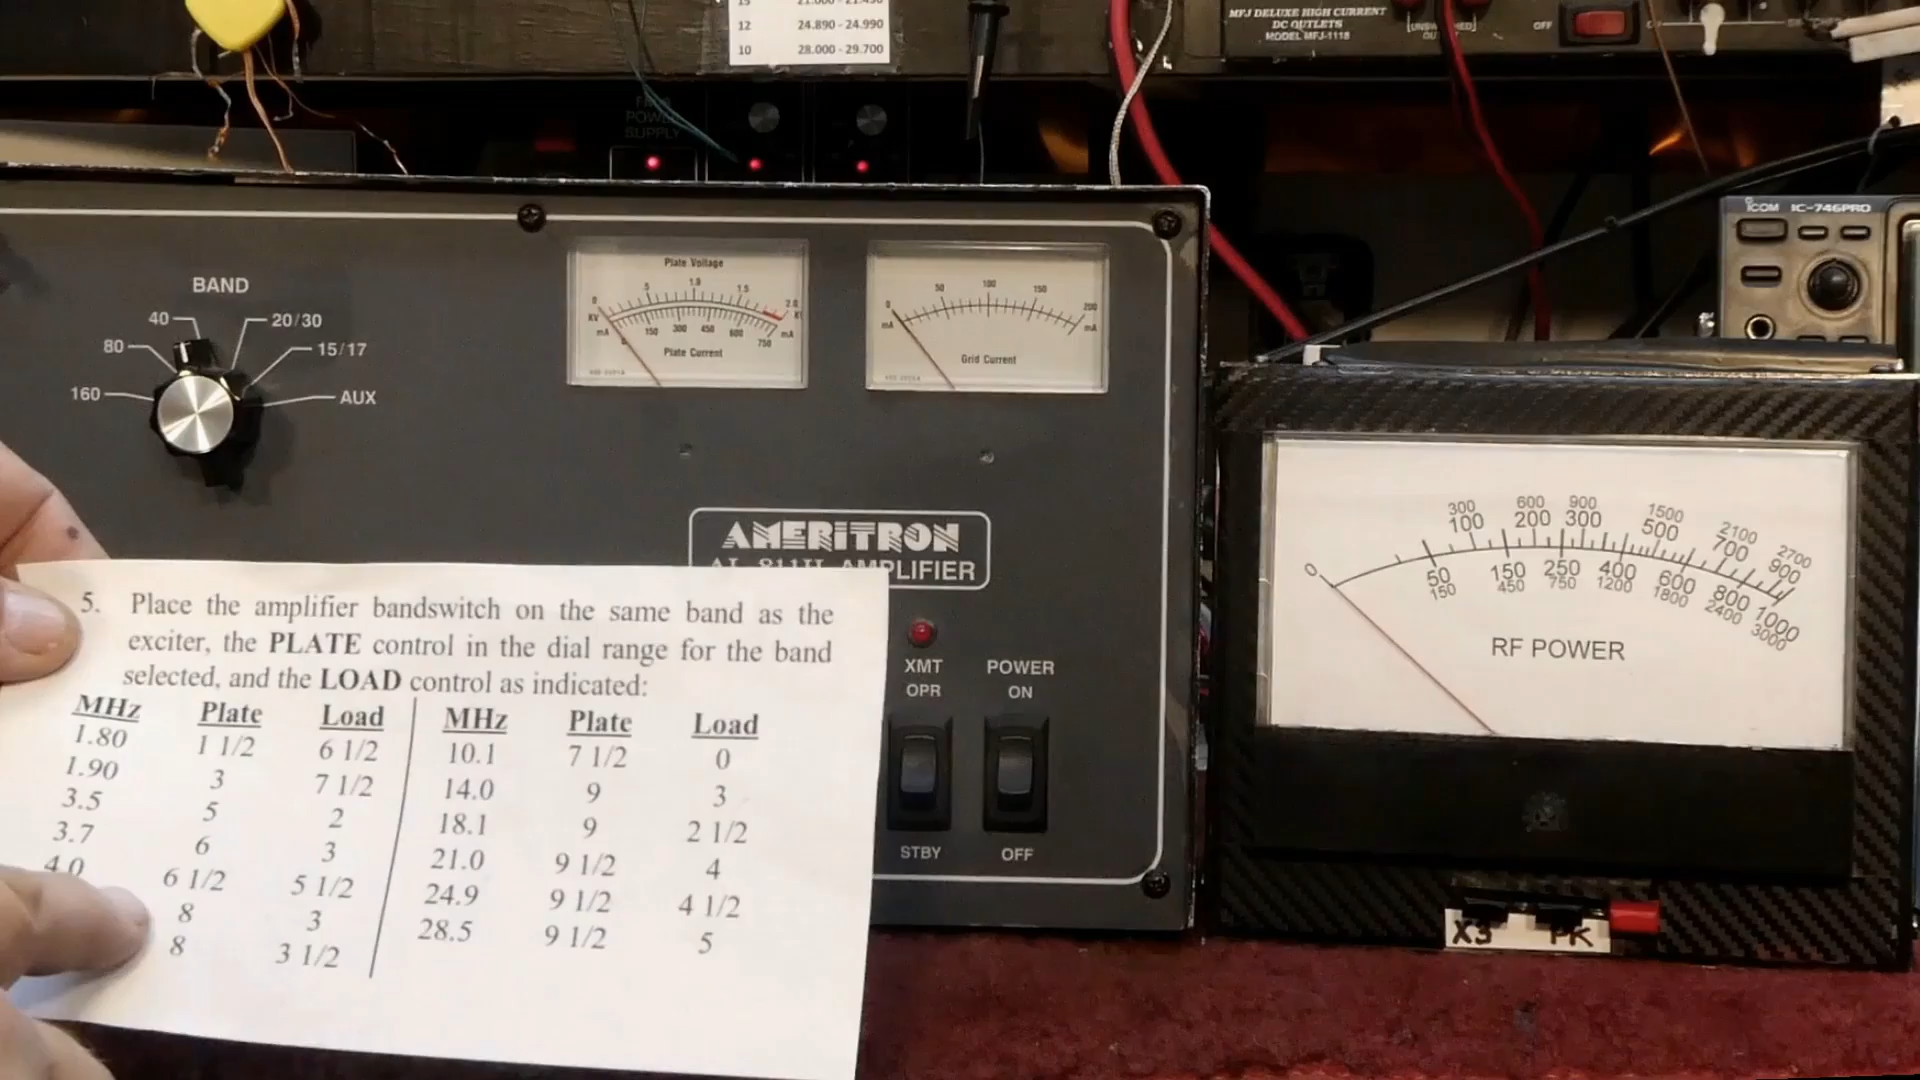 12 24.890 - 24.990
10 28.000 - 29.700
MFJ DELUXE HIGH CURRENT
DC OUTLETS
MODEL MFJ-1118
OFF
POWER
SUPPLY
ICOM IC-746PRO
BAND
40
20/30
80
15/17
160
AUX
Plate Voltage
0 .5 1.0 1.5 2.0
KV
mA 150 300 450 600 750 mA
Plate Current
0 50 100 150 200
mA mA
Grid Current
AMERITRON
AL-811H AMPLIFIER
XMT
OPR
STBY
POWER
ON
OFF
300 600 900 1500 2100 2700
0 100 200 300 500 700 900
50 150 250 400 600 800 1000
150 450 750 1200 1800 2400 3000
RF POWER
X3 PK
5. Place the amplifier bandswitch on the same band as the
exciter, the PLATE control in the dial range for the band
selected, and the LOAD control as indicated:
MHz Plate Load MHz Plate Load
1.80 1 1/2 6 1/2 10.1 7 1/2 0
1.90 3 7 1/2 14.0 9 3
3.5 5 2 18.1 9 2 1/2
3.7 6 3 21.0 9 1/2 4
4.0 6 1/2 5 1/2 24.9 9 1/2 4 1/2
8 3 28.5 9 1/2 5
8 3 1/2